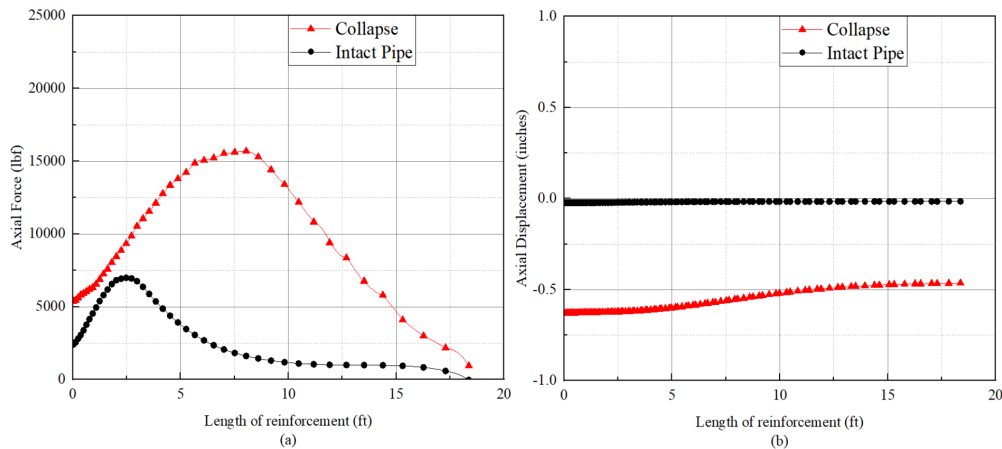 25000
20000
15000
10000
5000
0
Axial Force (lbf)
Collapse
Intact Pipe
0
5
10
15
20
Length of reinforcement (ft)
(a)
1.0
0.5
0.0
-0.5
-1.0
Axial Displacement (inches)
Collapse
Intact Pipe
0
5
10
15
20
Length of reinforcement (ft)
(b)